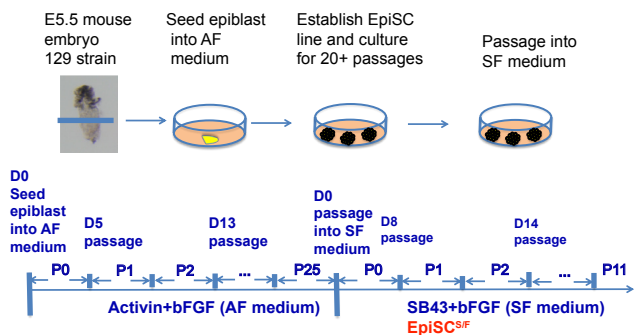 E5.5 mouse
embryo
129 strain
Seed epiblast
into AF
medium
Establish EpiSC
line and culture
for 20+ passages
Passage into
SF medium
D0
Seed
epiblast
into AF
medium
D5
passage
D13
passage
D0
passage
into SF
medium
D8
passage
D14
passage
P0 P1 P2 ... P25 P0 P1 P2 ... P11
Activin+bFGF (AF medium)
SB43+bFGF (SF medium)
EpiSC^S/F